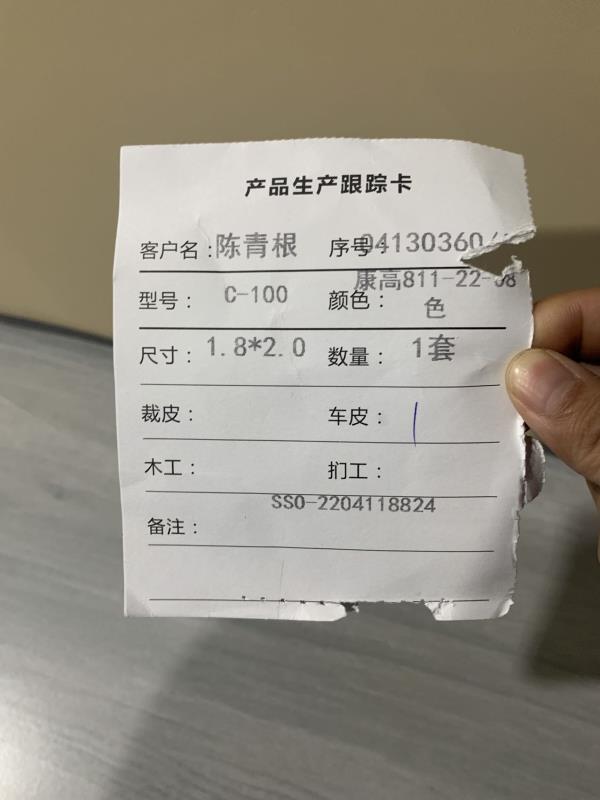 产品生产跟踪卡
客户名：陈青根 序号：04130360
康高811-22-08
型号：C-100 颜色：色
尺寸：1.8*2.0 数量：1套
裁皮： 车皮：
木工： 扪工：
SSO-2204118824
备注：